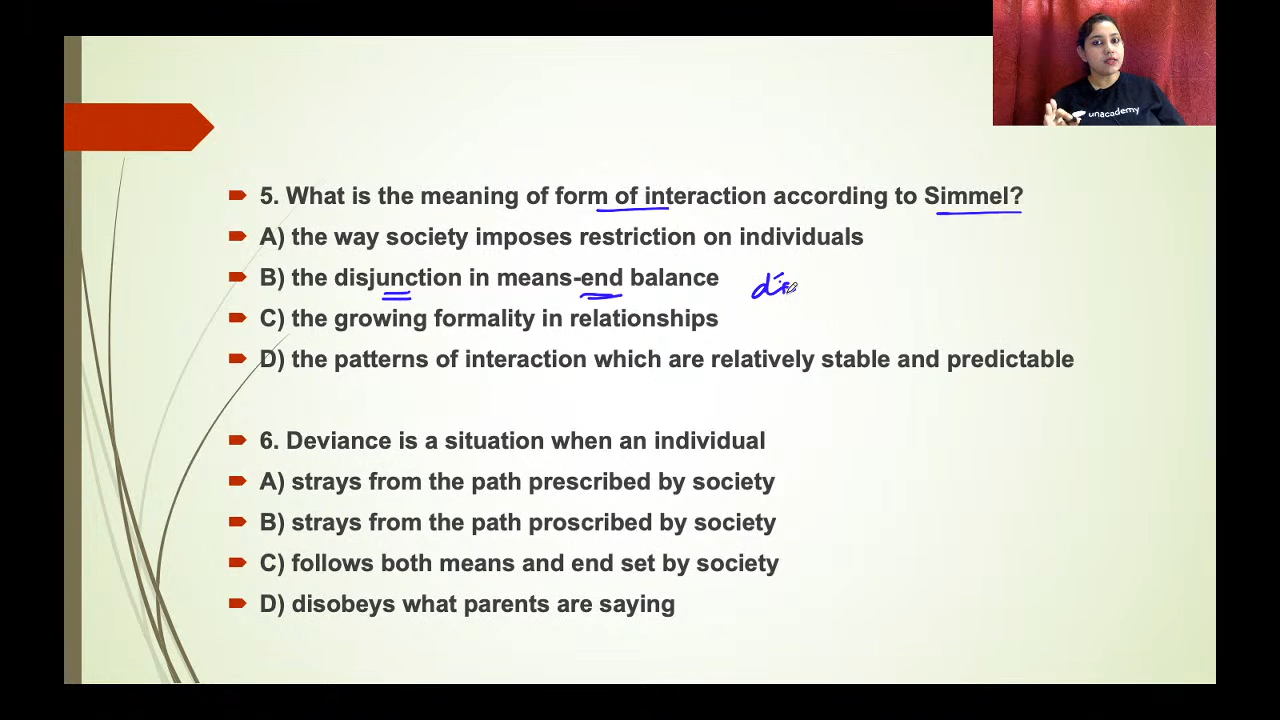 unacademy
5. What is the meaning of form of interaction according to Simmel?
A) the way society imposes restriction on individuals
B) the disjunction in means-end balance
C) the growing formality in relationships
D) the patterns of interaction which are relatively stable and predictable
6. Deviance is a situation when an individual
A) strays from the path prescribed by society
B) strays from the path proscribed by society
C) follows both means and end set by society
D) disobeys what parents are saying